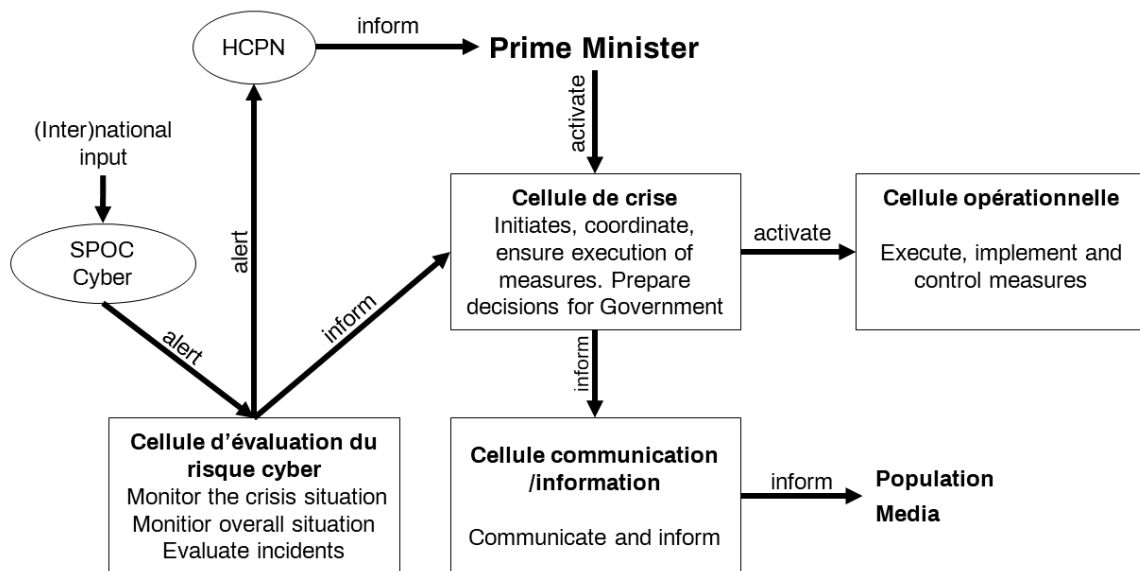 HCPN
inform
Prime Minister
activate
(Inter)national
input
SPOC
Cyber
alert
alert
inform
Cellule de crise
Initiates, coordinate,
ensure execution of
measures. Prepare
decisions for Government
activate
Cellule opérationnelle
Execute, implement and
control measures
inform
Cellule d'évaluation du
risque cyber
Monitor the crisis situation
Monitior overall situation
Evaluate incidents
Cellule communication
/information
Communicate and inform
inform
Population
Media